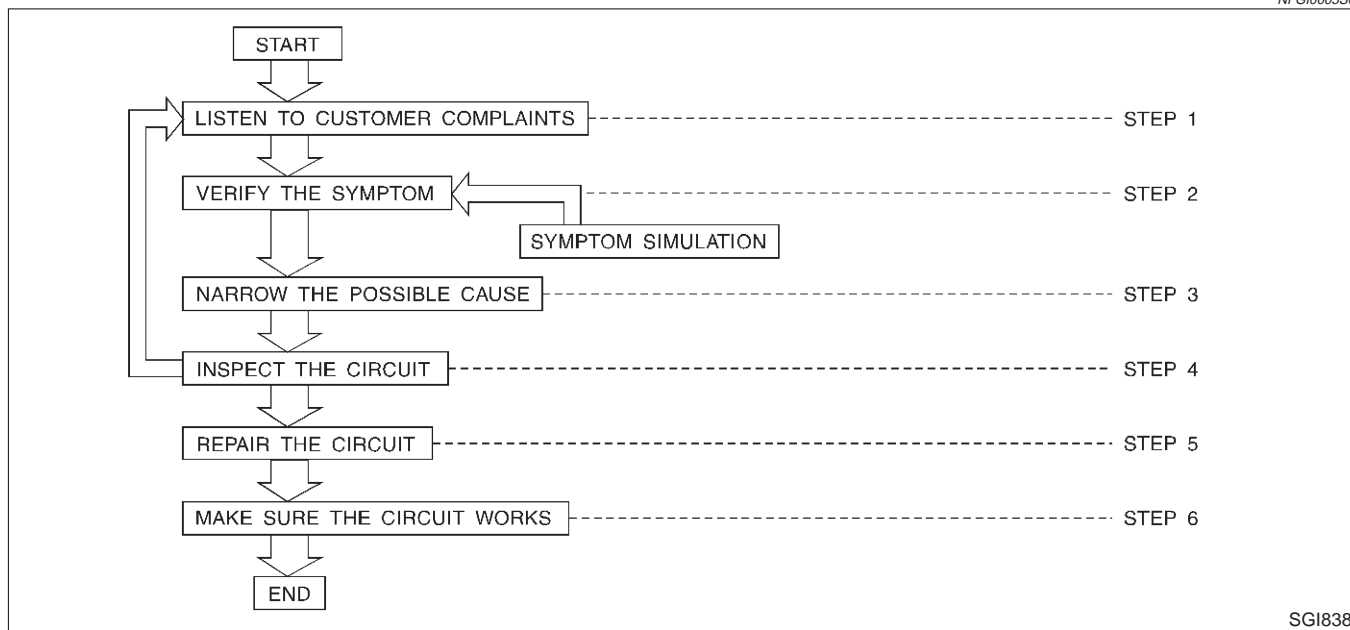 START
LISTEN TO CUSTOMER COMPLAINTS STEP 1
VERIFY THE SYMPTOM STEP 2
SYMPTOM SIMULATION
NARROW THE POSSIBLE CAUSE STEP 3
INSPECT THE CIRCUIT STEP 4
REPAIR THE CIRCUIT STEP 5
MAKE SURE THE CIRCUIT WORKS STEP 6
END
SGI838